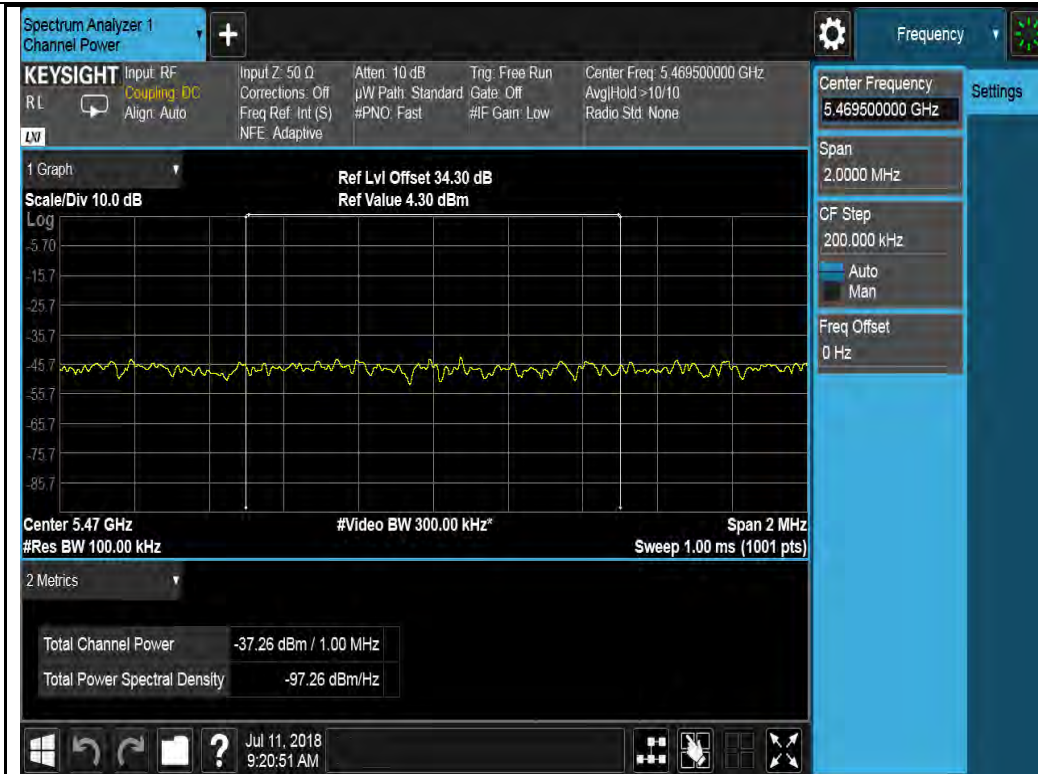 Spectrum Analyzer 1
Channel Power
Frequency
KEYSIGHT
R L
LXI
Input: RF
Coupling: DC
Align: Auto
Input Z: 50 Ω
Corrections: Off
Freq Ref: Int (S)
NFE: Adaptive
Atten: 10 dB
µW Path: Standard
#PNO: Fast
Trig: Free Run
Gate: Off
#IF Gain: Low
Center Freq: 5.469500000 GHz
Avg|Hold >10/10
Radio Std: None
Center Frequency
5.469500000 GHz
Settings
Span
2.0000 MHz
CF Step
200.000 kHz
Auto
Man
Freq Offset
0 Hz
1 Graph
Ref Lvl Offset 34.30 dB
Scale/Div 10.0 dB
Ref Value 4.30 dBm
Log
-5.70
-15.7
-25.7
-35.7
-45.7
-55.7
-65.7
-75.7
-85.7
Center 5.47 GHz
#Video BW 300.00 kHz*
Span 2 MHz
#Res BW 100.00 kHz
Sweep 1.00 ms (1001 pts)
2 Metrics
Total Channel Power -37.26 dBm / 1.00 MHz
Total Power Spectral Density -97.26 dBm/Hz
?
Jul 11, 2018
9:20:51 AM